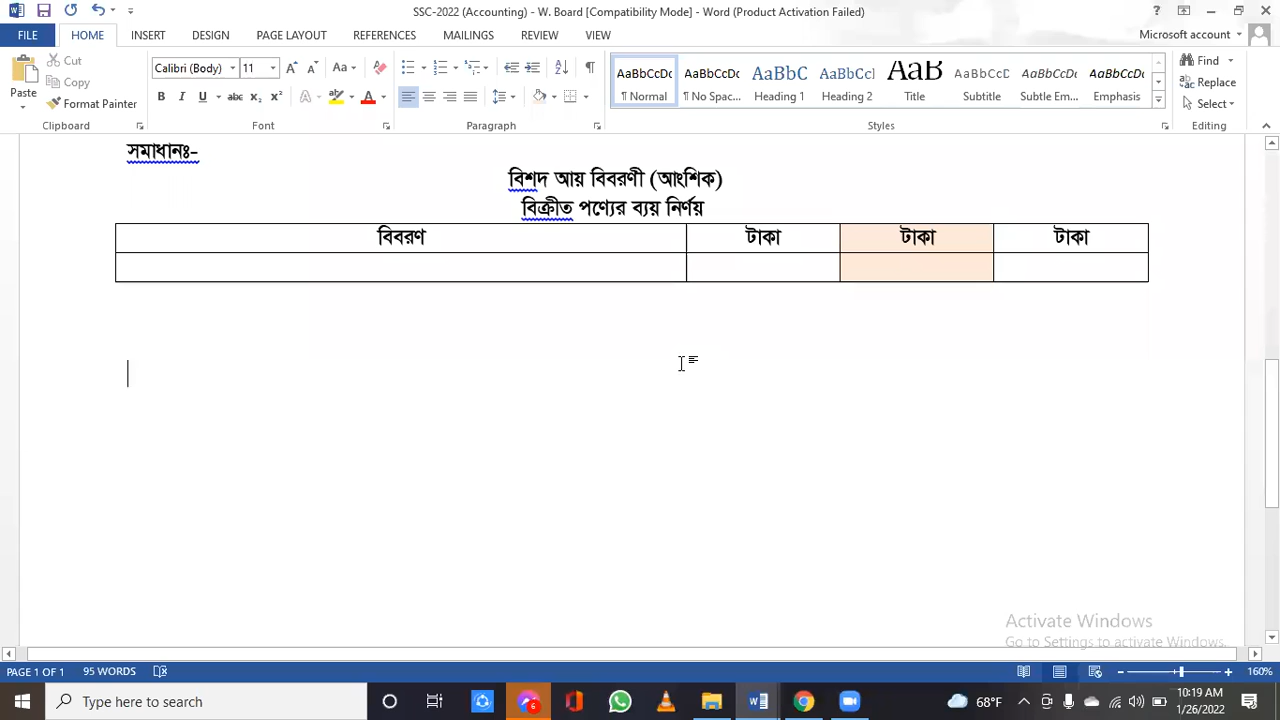 SSC-2022 (Accounting) - W. Board [Compatibility Mode] - Word (Product Activation Failed)
FILE HOME INSERT DESIGN PAGE LAYOUT REFERENCES MAILINGS REVIEW VIEW Microsoft account
Paste
Cut
Copy
Format Painter
Clipboard
Calibri (Body) 11
Font
Paragraph
AaBbCcDc AaBbCcDc AaBbC AaBbCcl AaB AaBbCcD AaBbCcDc AaBbCcDc
¶ Normal ¶ No Spac... Heading 1 Heading 2 Title Subtitle Subtle Em... Emphasis
Styles
Find
Replace
Select
Editing
সমাধানঃ-
বিশদ আয় বিবরণী (আংশিক)
বিক্রীত পণ্যের ব্যয় নির্ণয়
বিবরণ টাকা টাকা টাকা
Activate Windows
Go to Settings to activate Windows.
PAGE 1 OF 1 95 WORDS 160%
Type here to search
6
68°F
10:19 AM
1/26/2022